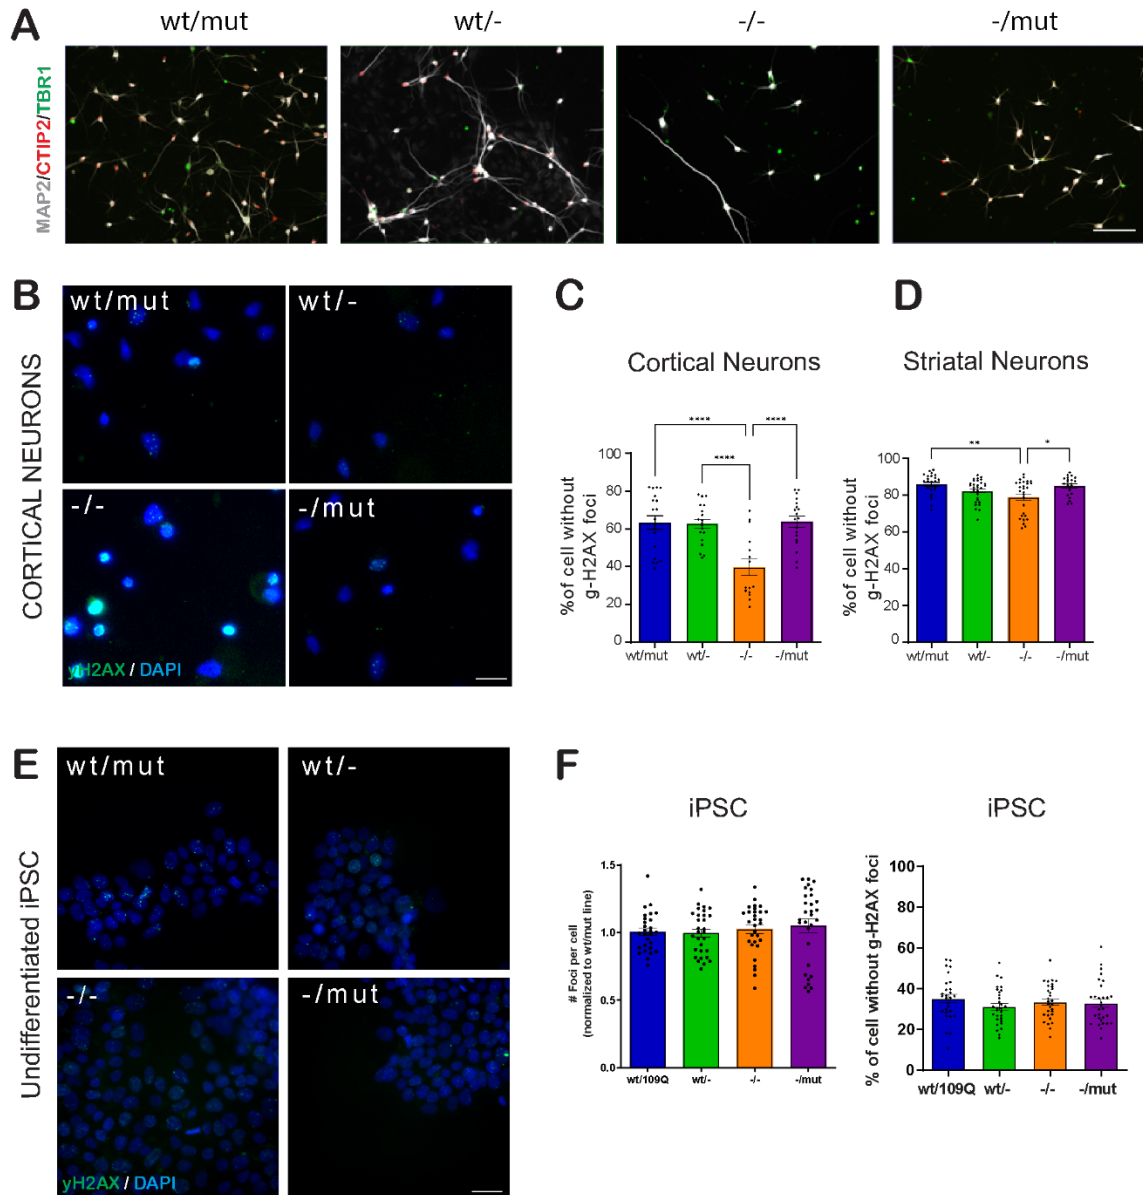 A
wt/mut
wt/-
-/-
-/mut
MAP2/CTIP2/TBR1
B
CORTICAL NEURONS
wt/mut
wt/-
-/-
-/mut
yH2AX / DAPI
C
Cortical Neurons
%of cell without
g-H2AX foci
100
80
60
40
20
0
****
****
****
wt/mut
wt/-
-/-
-/mut
D
Striatal Neurons
%of cell without
g-H2AX foci
100
80
60
40
20
0
**
*
wt/mut
wt/-
-/-
-/mut
E
Undifferentiated iPSC
wt/mut
wt/-
-/-
-/mut
yH2AX / DAPI
F
iPSC
# Foci per cell
(normalized to wt/mut line)
1.5
1.0
0.5
0.0
wt/109Q
wt/-
-/-
-/mut
iPSC
% of cell without g-H2AX foci
100
80
60
40
20
0
wt/109Q
wt/-
-/-
-/mut